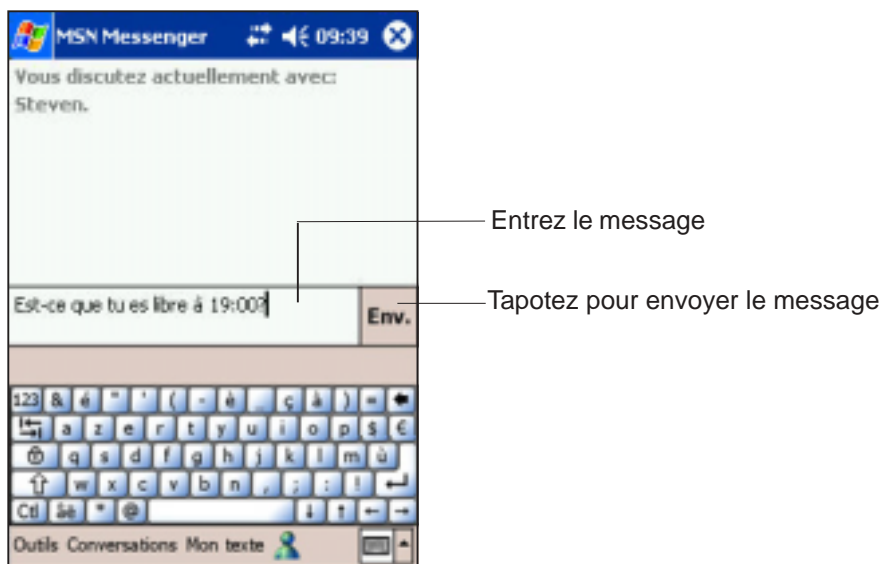 MSN Messenger 09:39
Vous discutez actuellement avec:
Steven.
Entrez le message
Est-ce que tu es libre á 19:00?
Env.
Tapotez pour envoyer le message
123 & é " ' ( - è _ ç à ) =
a z e r t y u i o p $ €
q s d f g h j k l m ù
w x c v b n , ; : !
Ctl áë * @
Outils Conversations Mon texte